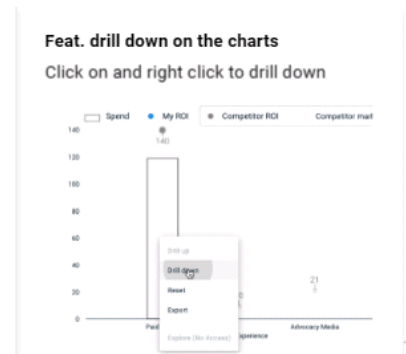 Feat. drill down on the charts
Click on and right click to drill down
Spend My ROI Competitor ROI Competitor mar
140
140
120
100
80
60
40
20
0
Drill up
Drill down
Reset
Export
Explore (No Access)
21
Paid
xperience
Advocacy Media